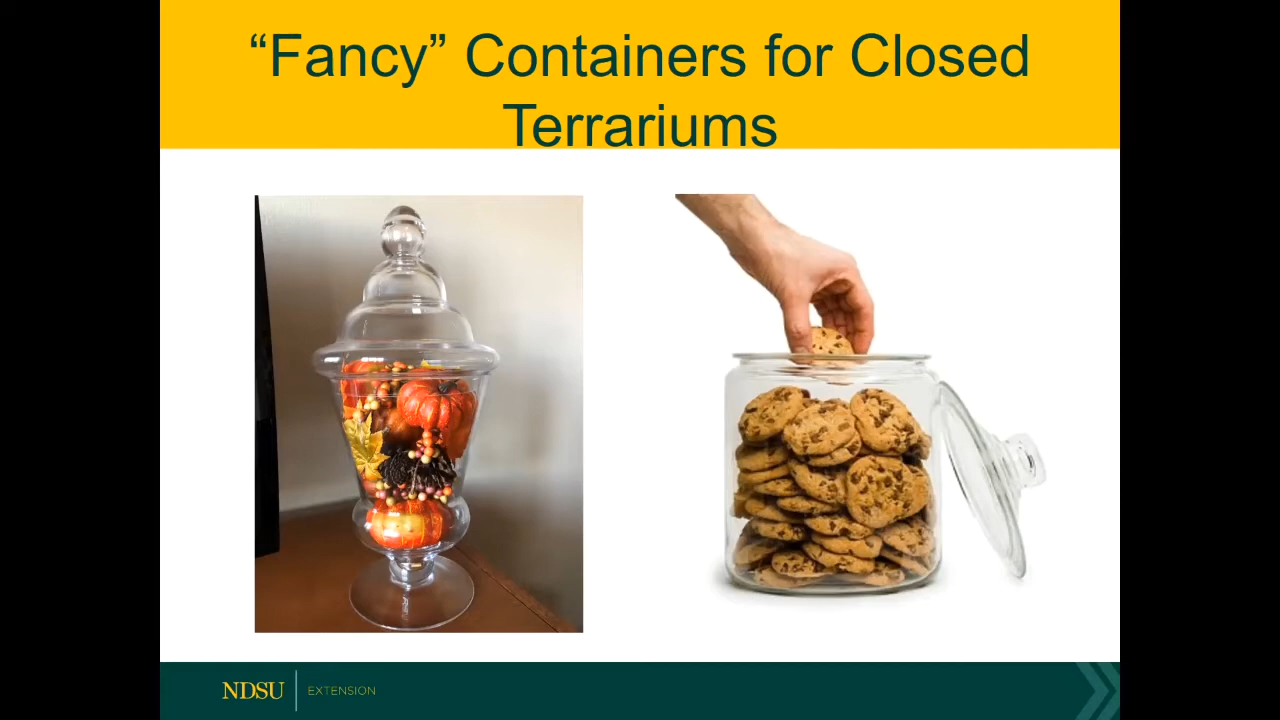 “Fancy” Containers for Closed
Terrariums
NDSU
EXTENSION